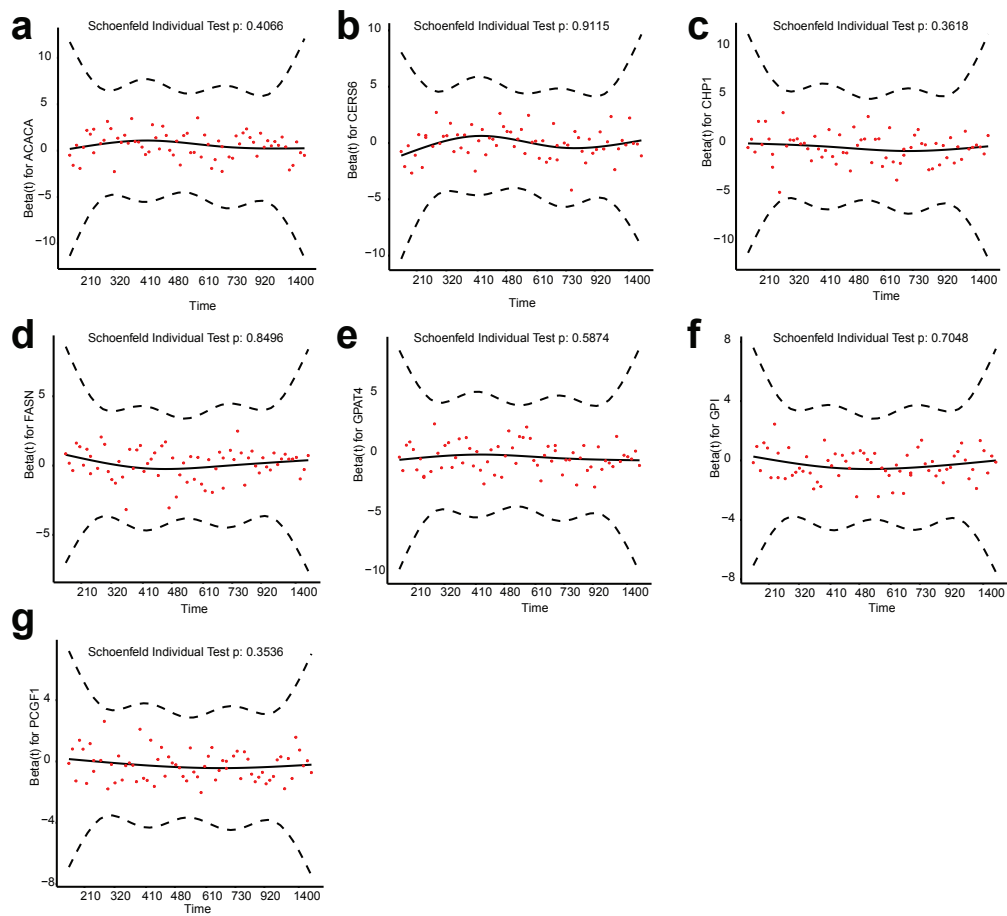 a
Schoenfeld Individual Test p: 0.4066
Beta(t) for ACACA
10
5
0
−5
−10
210 320 410 480 610 730 920 1400
Time
b
Schoenfeld Individual Test p: 0.9115
Beta(t) for CERS6
10
5
0
−5
−10
210 320 410 480 610 730 920 1400
Time
c
Schoenfeld Individual Test p: 0.3618
Beta(t) for CHP1
10
5
0
−5
−10
210 320 410 480 610 730 920 1400
Time
d
Schoenfeld Individual Test p: 0.8496
Beta(t) for FASN
5
0
−5
210 320 410 480 610 730 920 1400
Time
e
Schoenfeld Individual Test p: 0.5874
Beta(t) for GPAT4
5
0
−5
−10
210 320 410 480 610 730 920 1400
Time
f
Schoenfeld Individual Test p: 0.7048
Beta(t) for GPI
8
4
0
−4
−8
210 320 410 480 610 730 920 1400
Time
g
Schoenfeld Individual Test p: 0.3536
Beta(t) for PCGF1
4
0
−4
−8
210 320 410 480 610 730 920 1400
Time